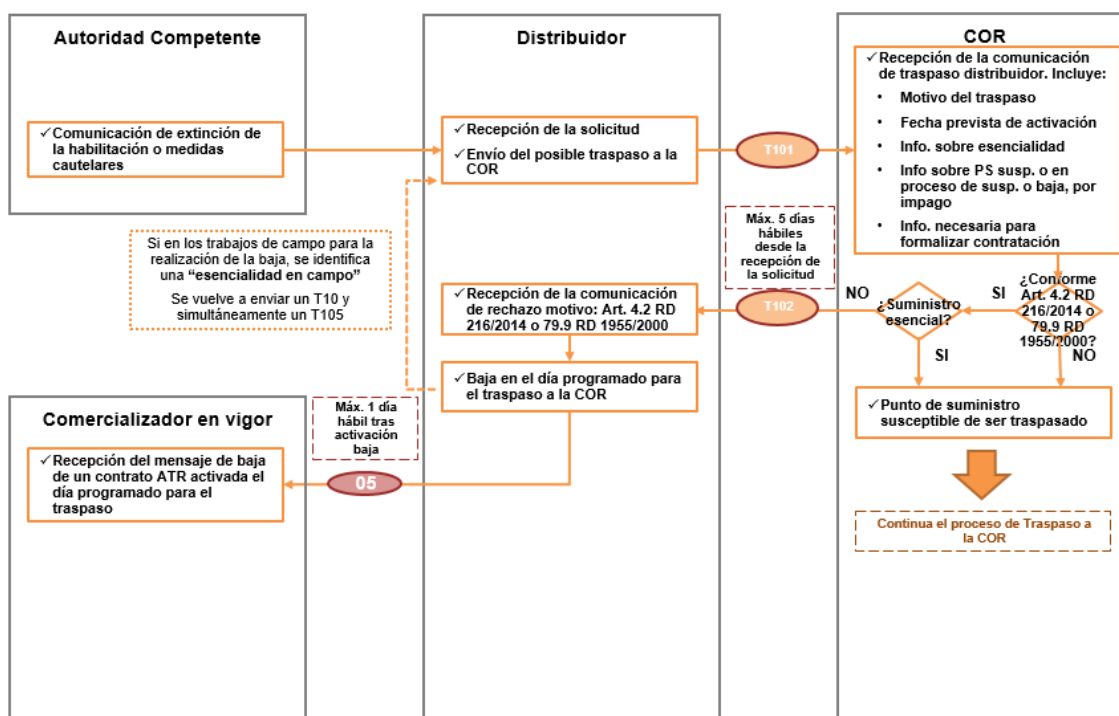 Autoridad Competente
✓Comunicación de extinción de
la habilitación o medidas
cautelares
Distribuidor
✓Recepción de la solicitud
✓Envío del posible traspaso a la
COR
T101
COR
✓Recepción de la comunicación
de traspaso distribuidor. Incluye:
• Motivo del traspaso
• Fecha prevista de activación
• Info. sobre esencialidad
• Info sobre PS susp. o en
proceso de susp. o baja, por
impago
• Info. necesaria para
formalizar contratación
Máx. 5 días
hábiles
desde la
recepción de
la solicitud
Si en los trabajos de campo para la
realización de la baja, se identifica
una “esencialidad en campo”
Se vuelve a enviar un T10 y
simultáneamente un T105
¿Conforme
Art. 4.2 RD
216/2014 o
79.9 RD
1955/2000?
SI
NO
¿Suministro
esencial?
NO
SI
T102
✓Recepción de la comunicación
de rechazo motivo: Art. 4.2 RD
216/2014 o 79.9 RD 1955/2000
✓Baja en el día programado para
el traspaso a la COR
✓Punto de suministro
susceptible de ser traspasado
Continua el proceso de Traspaso a
la COR
Máx. 1 día
hábil tras
activación
baja
05
Comercializador en vigor
✓Recepción del mensaje de baja
de un contrato ATR activada el
día programado para el
traspaso